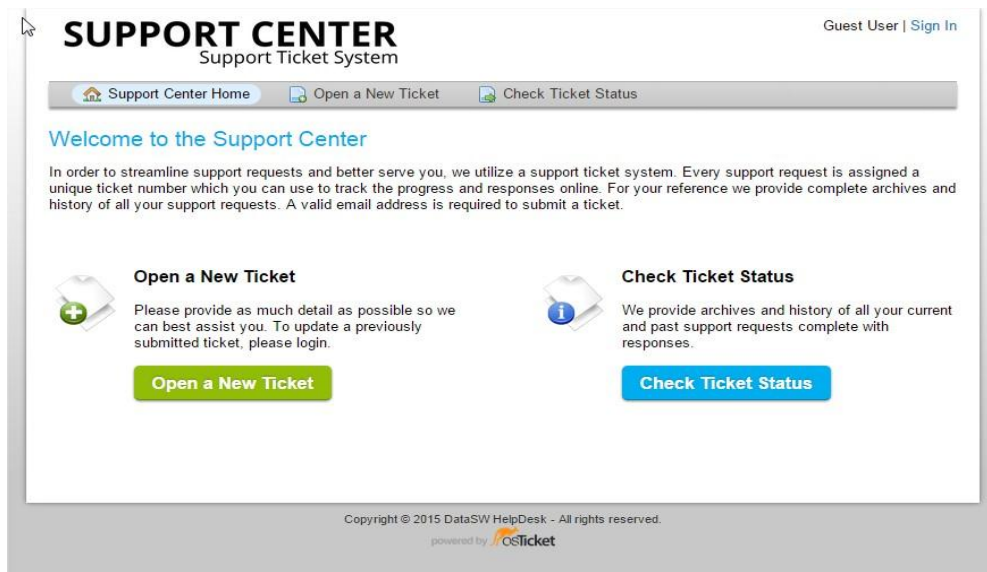 SUPPORT CENTER
Support Ticket System
Guest User | Sign In
Support Center Home
Open a New Ticket
Check Ticket Status
Welcome to the Support Center
In order to streamline support requests and better serve you, we utilize a support ticket system. Every support request is assigned a
unique ticket number which you can use to track the progress and responses online. For your reference we provide complete archives and
history of all your support requests. A valid email address is required to submit a ticket.
Open a New Ticket
Please provide as much detail as possible so we
can best assist you. To update a previously
submitted ticket, please login.
Open a New Ticket
Check Ticket Status
We provide archives and history of all your current
and past support requests complete with
responses.
Check Ticket Status
Copyright © 2015 DataSW HelpDesk - All rights reserved.
powered by osTicket